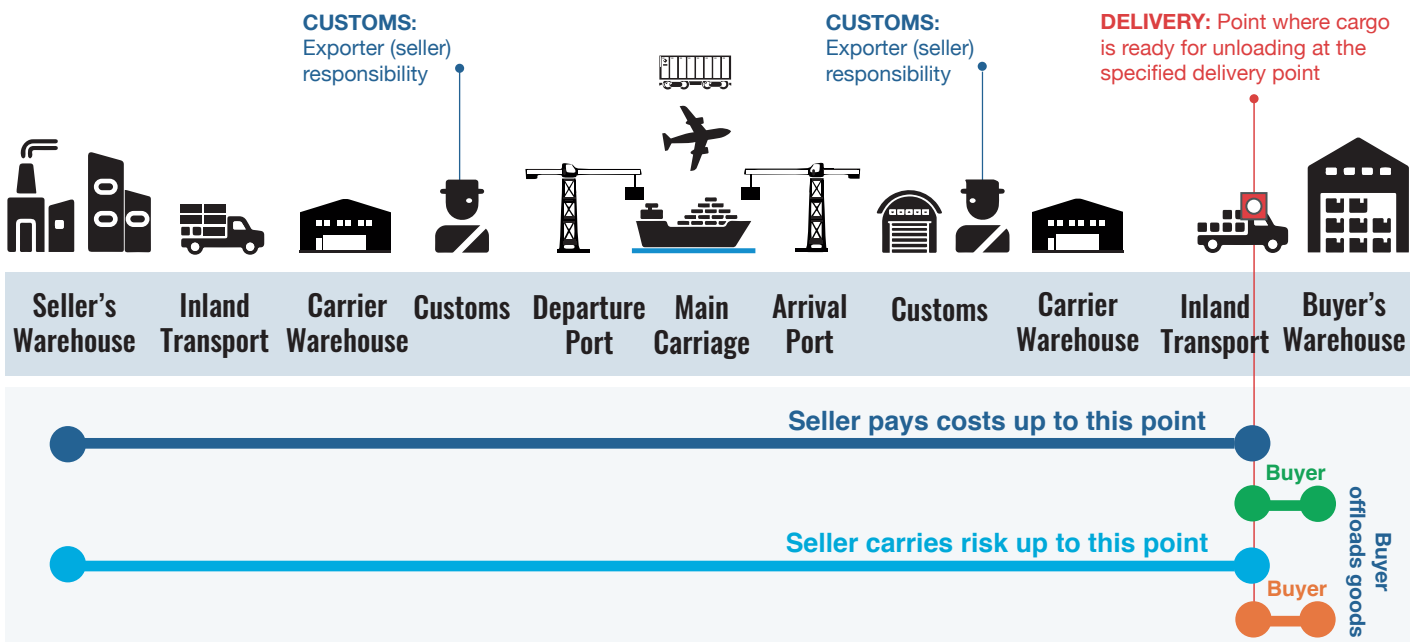 CUSTOMS:
Exporter (seller)
responsibility
CUSTOMS:
Exporter (seller)
responsibility
DELIVERY: Point where cargo
is ready for unloading at the
specified delivery point
Seller's
Warehouse
Inland
Transport
Carrier
Warehouse
Customs
Departure
Port
Main
Carriage
Arrival
Port
Customs
Carrier
Warehouse
Inland
Transport
Buyer's
Warehouse
Seller pays costs up to this point
Buyer
Seller carries risk up to this point
Buyer
Buyer
offloads goods